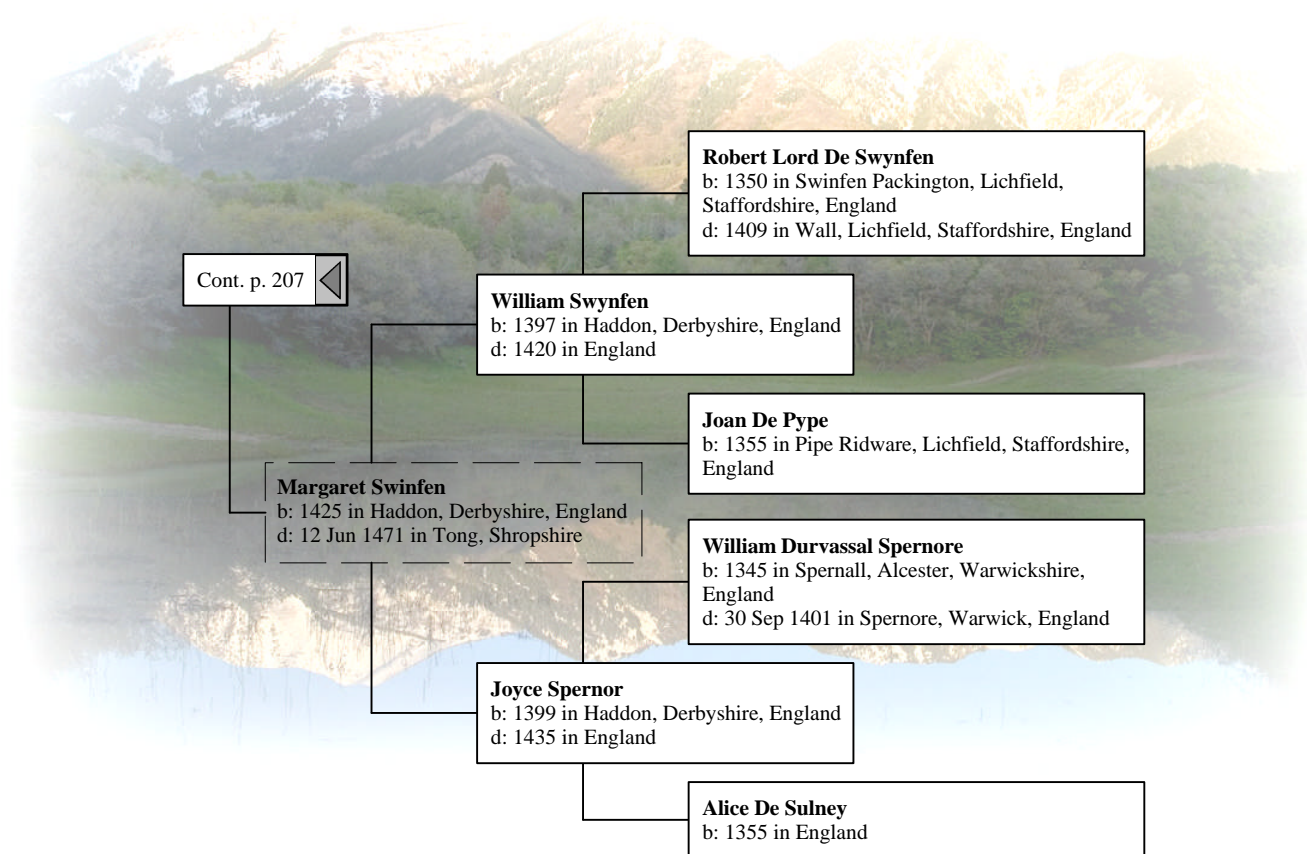 Robert Lord De Swynfen
b: 1350 in Swinfen Packington, Lichfield,
Staffordshire, England
d: 1409 in Wall, Lichfield, Staffordshire, England
Cont. p. 207
William Swynfen
b: 1397 in Haddon, Derbyshire, England
d: 1420 in England
Joan De Pype
b: 1355 in Pipe Ridware, Lichfield, Staffordshire,
England
Margaret Swinfen
b: 1425 in Haddon, Derbyshire, England
d: 12 Jun 1471 in Tong, Shropshire
William Durvassal Spernore
b: 1345 in Spernall, Alcester, Warwickshire,
England
d: 30 Sep 1401 in Spernore, Warwick, England
Joyce Spernor
b: 1399 in Haddon, Derbyshire, England
d: 1435 in England
Alice De Sulney
b: 1355 in England